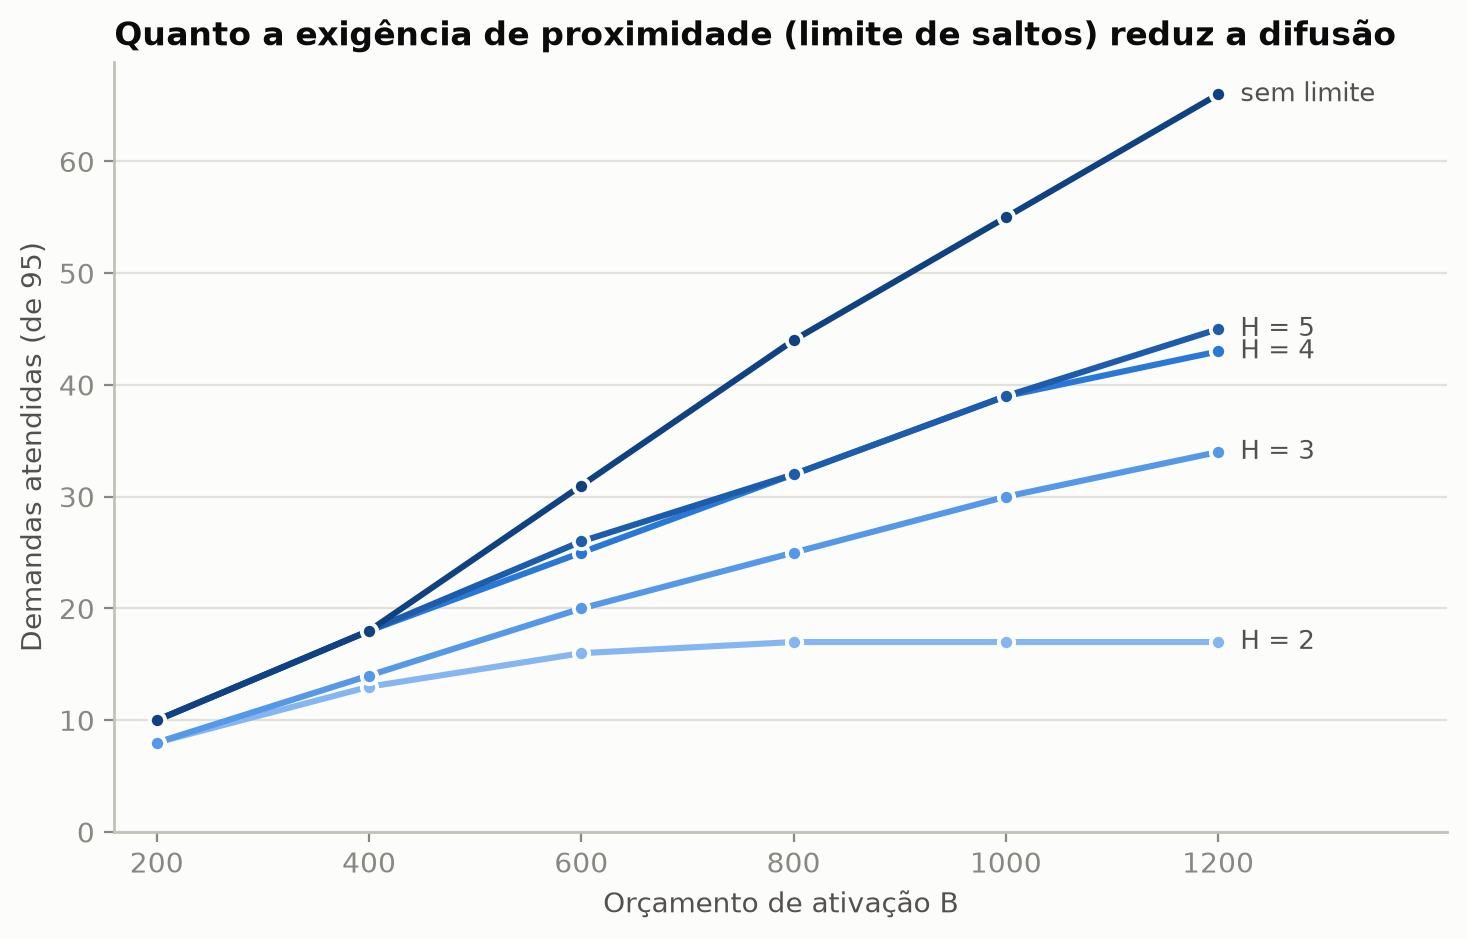 Quanto a exigência de proximidade (limite de saltos) reduz a difusão
Demandas atendidas (de 95)
60
50
40
30
20
10
0
sem limite
H = 5
H = 4
H = 3
H = 2
200 400 600 800 1000 1200
Orçamento de ativação B